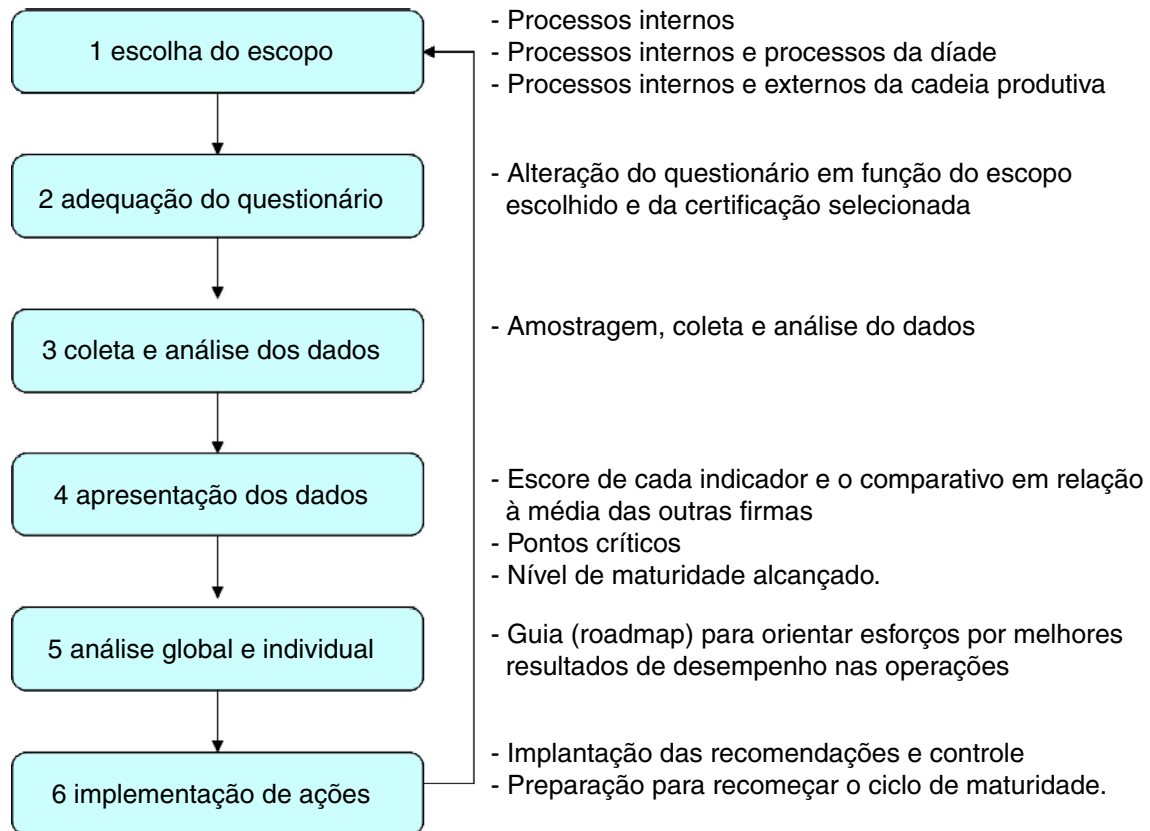 1 escolha do escopo
- Processos internos
- Processos internos e processos da díade
- Processos internos e externos da cadeia produtiva
2 adequação do questionário
- Alteração do questionário em função do escopo
escolhido e da certificação selecionada
3 coleta e análise dos dados
- Amostragem, coleta e análise do dados
4 apresentação dos dados
- Escore de cada indicador e o comparativo em relação
à média das outras firmas
- Pontos críticos
- Nível de maturidade alcançado.
5 análise global e individual
- Guia (roadmap) para orientar esforços por melhores
resultados de desempenho nas operações
6 implementação de ações
- Implantação das recomendações e controle
- Preparação para recomeçar o ciclo de maturidade.